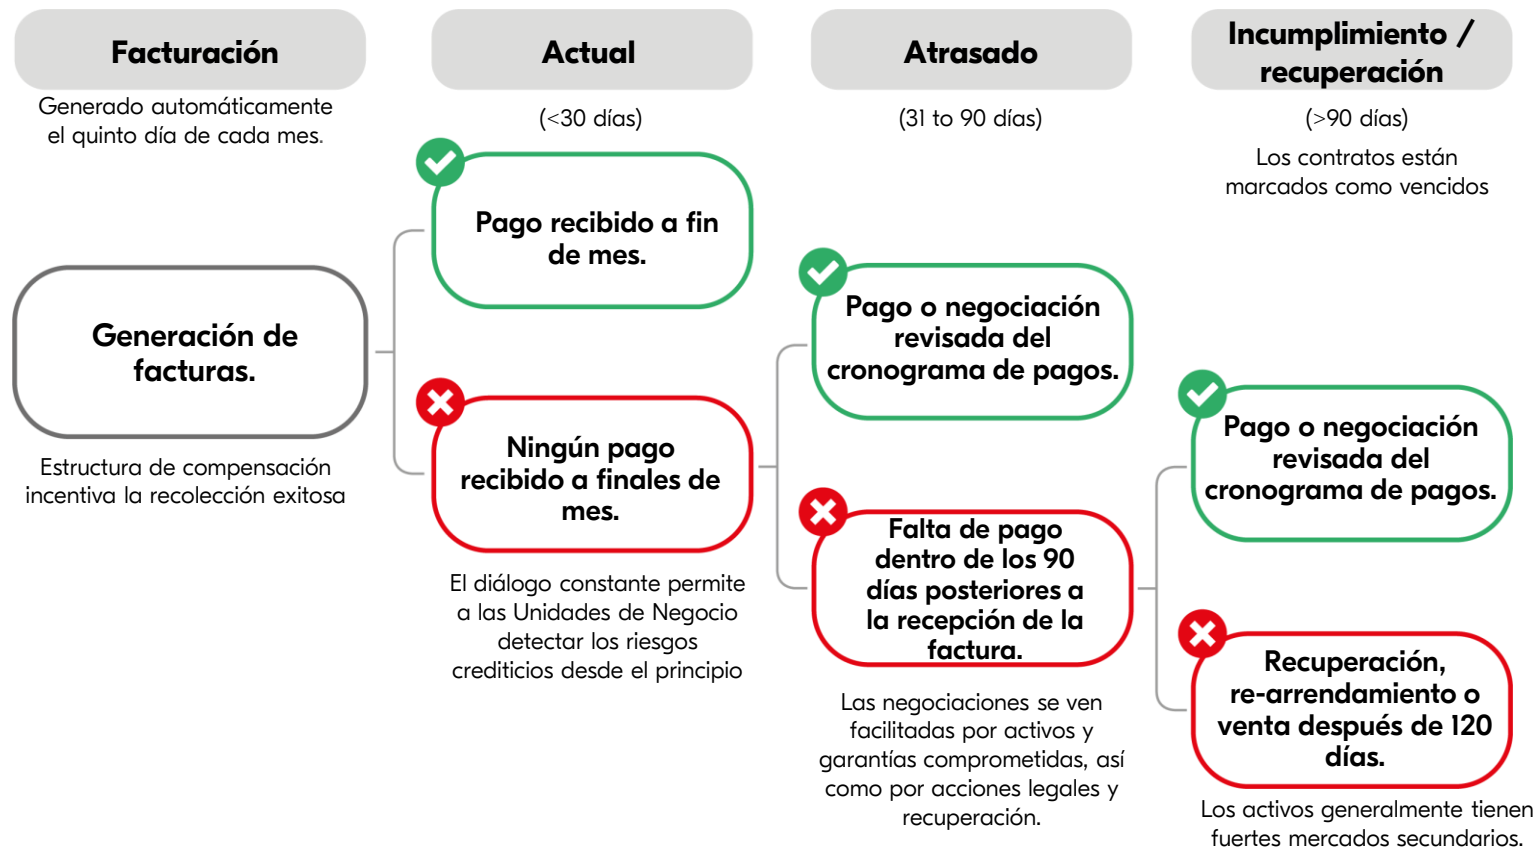 Facturación
Generado automáticamente
el quinto día de cada mes.
Generación de
facturas.
Estructura de compensación
incentiva la recolección exitosa
Actual
(<30 días)
Pago recibido a fin
de mes.
Ningún pago
recibido a finales de
mes.
El diálogo constante permite
a las Unidades de Negocio
detectar los riesgos
crediticios desde el principio
Atrasado
(31 to 90 días)
Pago o negociación
revisada del
cronograma de pagos.
Falta de pago
dentro de los 90
días posteriores a
la recepción de la
factura.
Las negociaciones se ven
facilitadas por activos y
garantías comprometidas, así
como por acciones legales y
recuperación.
Incumplimiento /
recuperación
(>90 días)
Los contratos están
marcados como vencidos
Pago o negociación
revisada del
cronograma de pagos.
Recuperación,
re-arrendamiento o
venta después de 120
días.
Los activos generalmente tienen
fuertes mercados secundarios.